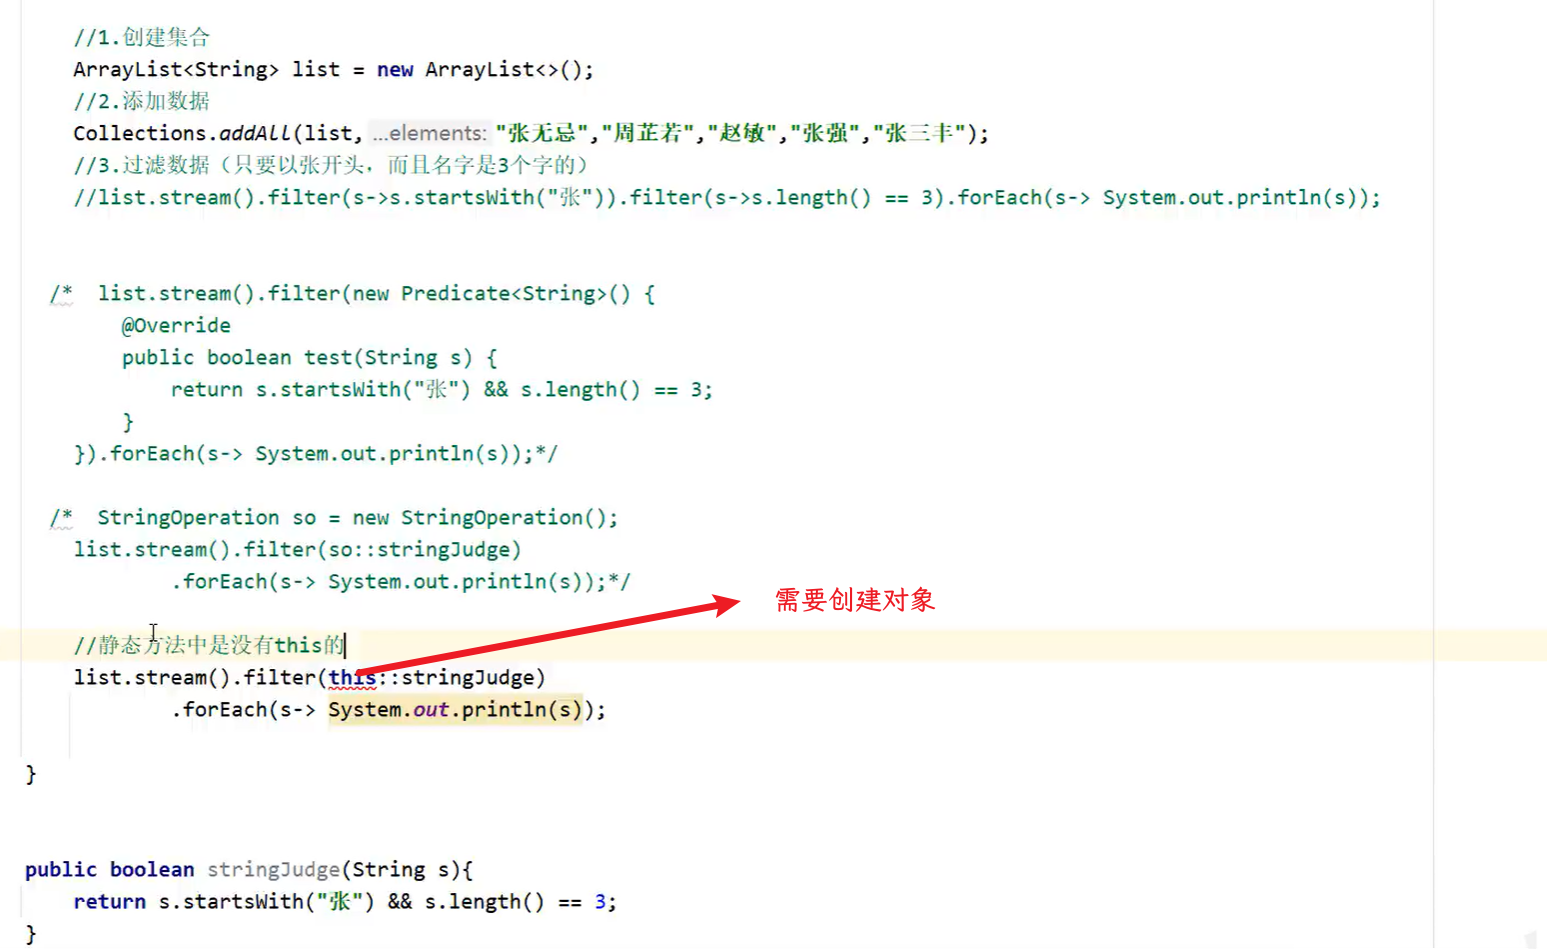 //1.创建集合
ArrayList<String> list = new ArrayList<>();
//2.添加数据
Collections.addAll(list, ...elements: "张无忌","周芷若","赵敏","张强","张三丰");
//3.过滤数据（只要以张开头，而且名字是3个字的）
//list.stream().filter(s->s.startsWith("张")).filter(s->s.length() == 3).forEach(s-> System.out.println(s));
/* list.stream().filter(new Predicate<String>() {
@Override
public boolean test(String s) {
return s.startsWith("张") && s.length() == 3;
}
}).forEach(s-> System.out.println(s));*/
/* StringOperation so = new StringOperation();
list.stream().filter(so::stringJudge)
.forEach(s-> System.out.println(s));*/
需要创建对象
//静态方法中是没有this的
list.stream().filter(this::stringJudge)
.forEach(s-> System.out.println(s));
}
public boolean stringJudge(String s){
return s.startsWith("张") && s.length() == 3;
}